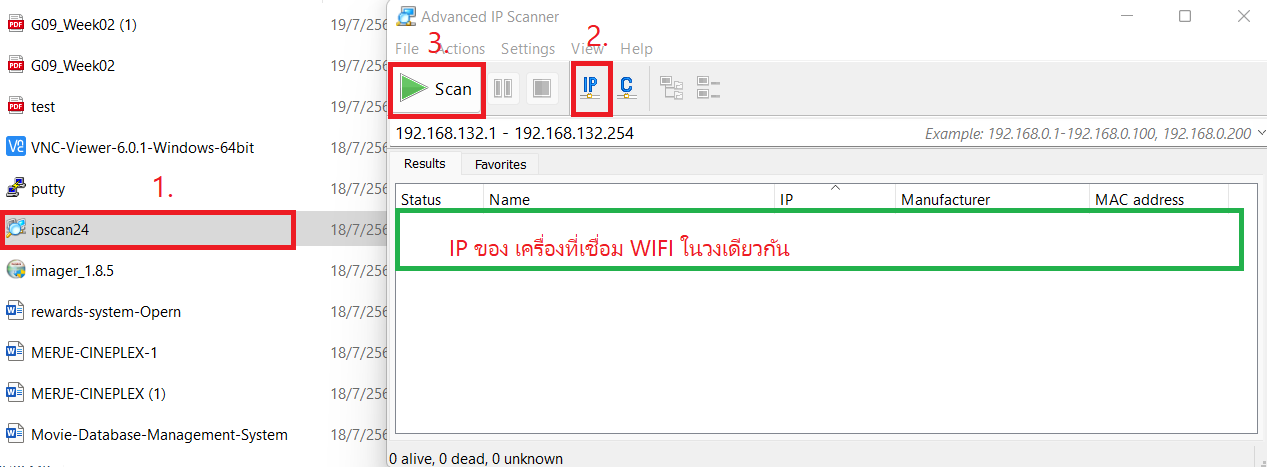 G09_Week02 (1)
19/7/256
G09_Week02
19/7/256
test
19/7/256
VNC-Viewer-6.0.1-Windows-64bit
18/7/256
putty
18/7/256
1.
ipscan24
18/7/256
imager_1.8.5
18/7/256
rewards-system-Opern
18/7/256
MERJE-CINEPLEX-1
18/7/256
MERJE-CINEPLEX (1)
18/7/256
Movie-Database-Management-System
18/7/256
Advanced IP Scanner
File Actions Settings View Help
3.
2.
Scan IP C
192.168.132.1 - 192.168.132.254
Example: 192.168.0.1-192.168.0.100, 192.168.0.200
Results Favorites
Status Name IP Manufacturer MAC address
IP ของ เครื่องที่เชื่อม WIFI ในวงเดียวกัน
0 alive, 0 dead, 0 unknown